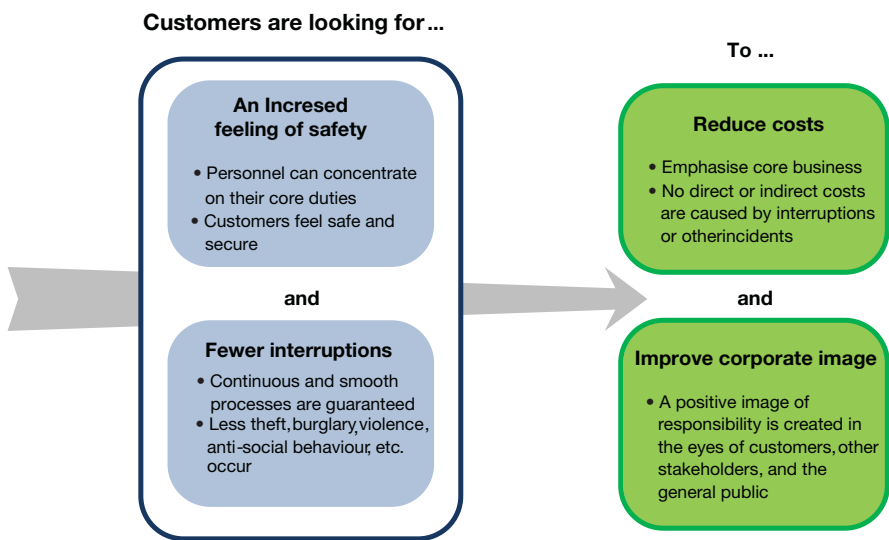 Customers are looking for ...
An Incresed
feeling of safety
• Personnel can concentrate
on their core duties
• Customers feel safe and
secure
and
Fewer interruptions
• Continuous and smooth
processes are guaranteed
• Less theft, burglary, violence,
anti-social behaviour, etc.
occur
To ...
Reduce costs
• Emphasise core business
• No direct or indirect costs
are caused by interruptions
or otherincidents
and
Improve corporate image
• A positive image of
responsibility is created in
the eyes of customers, other
stakeholders, and the
general public